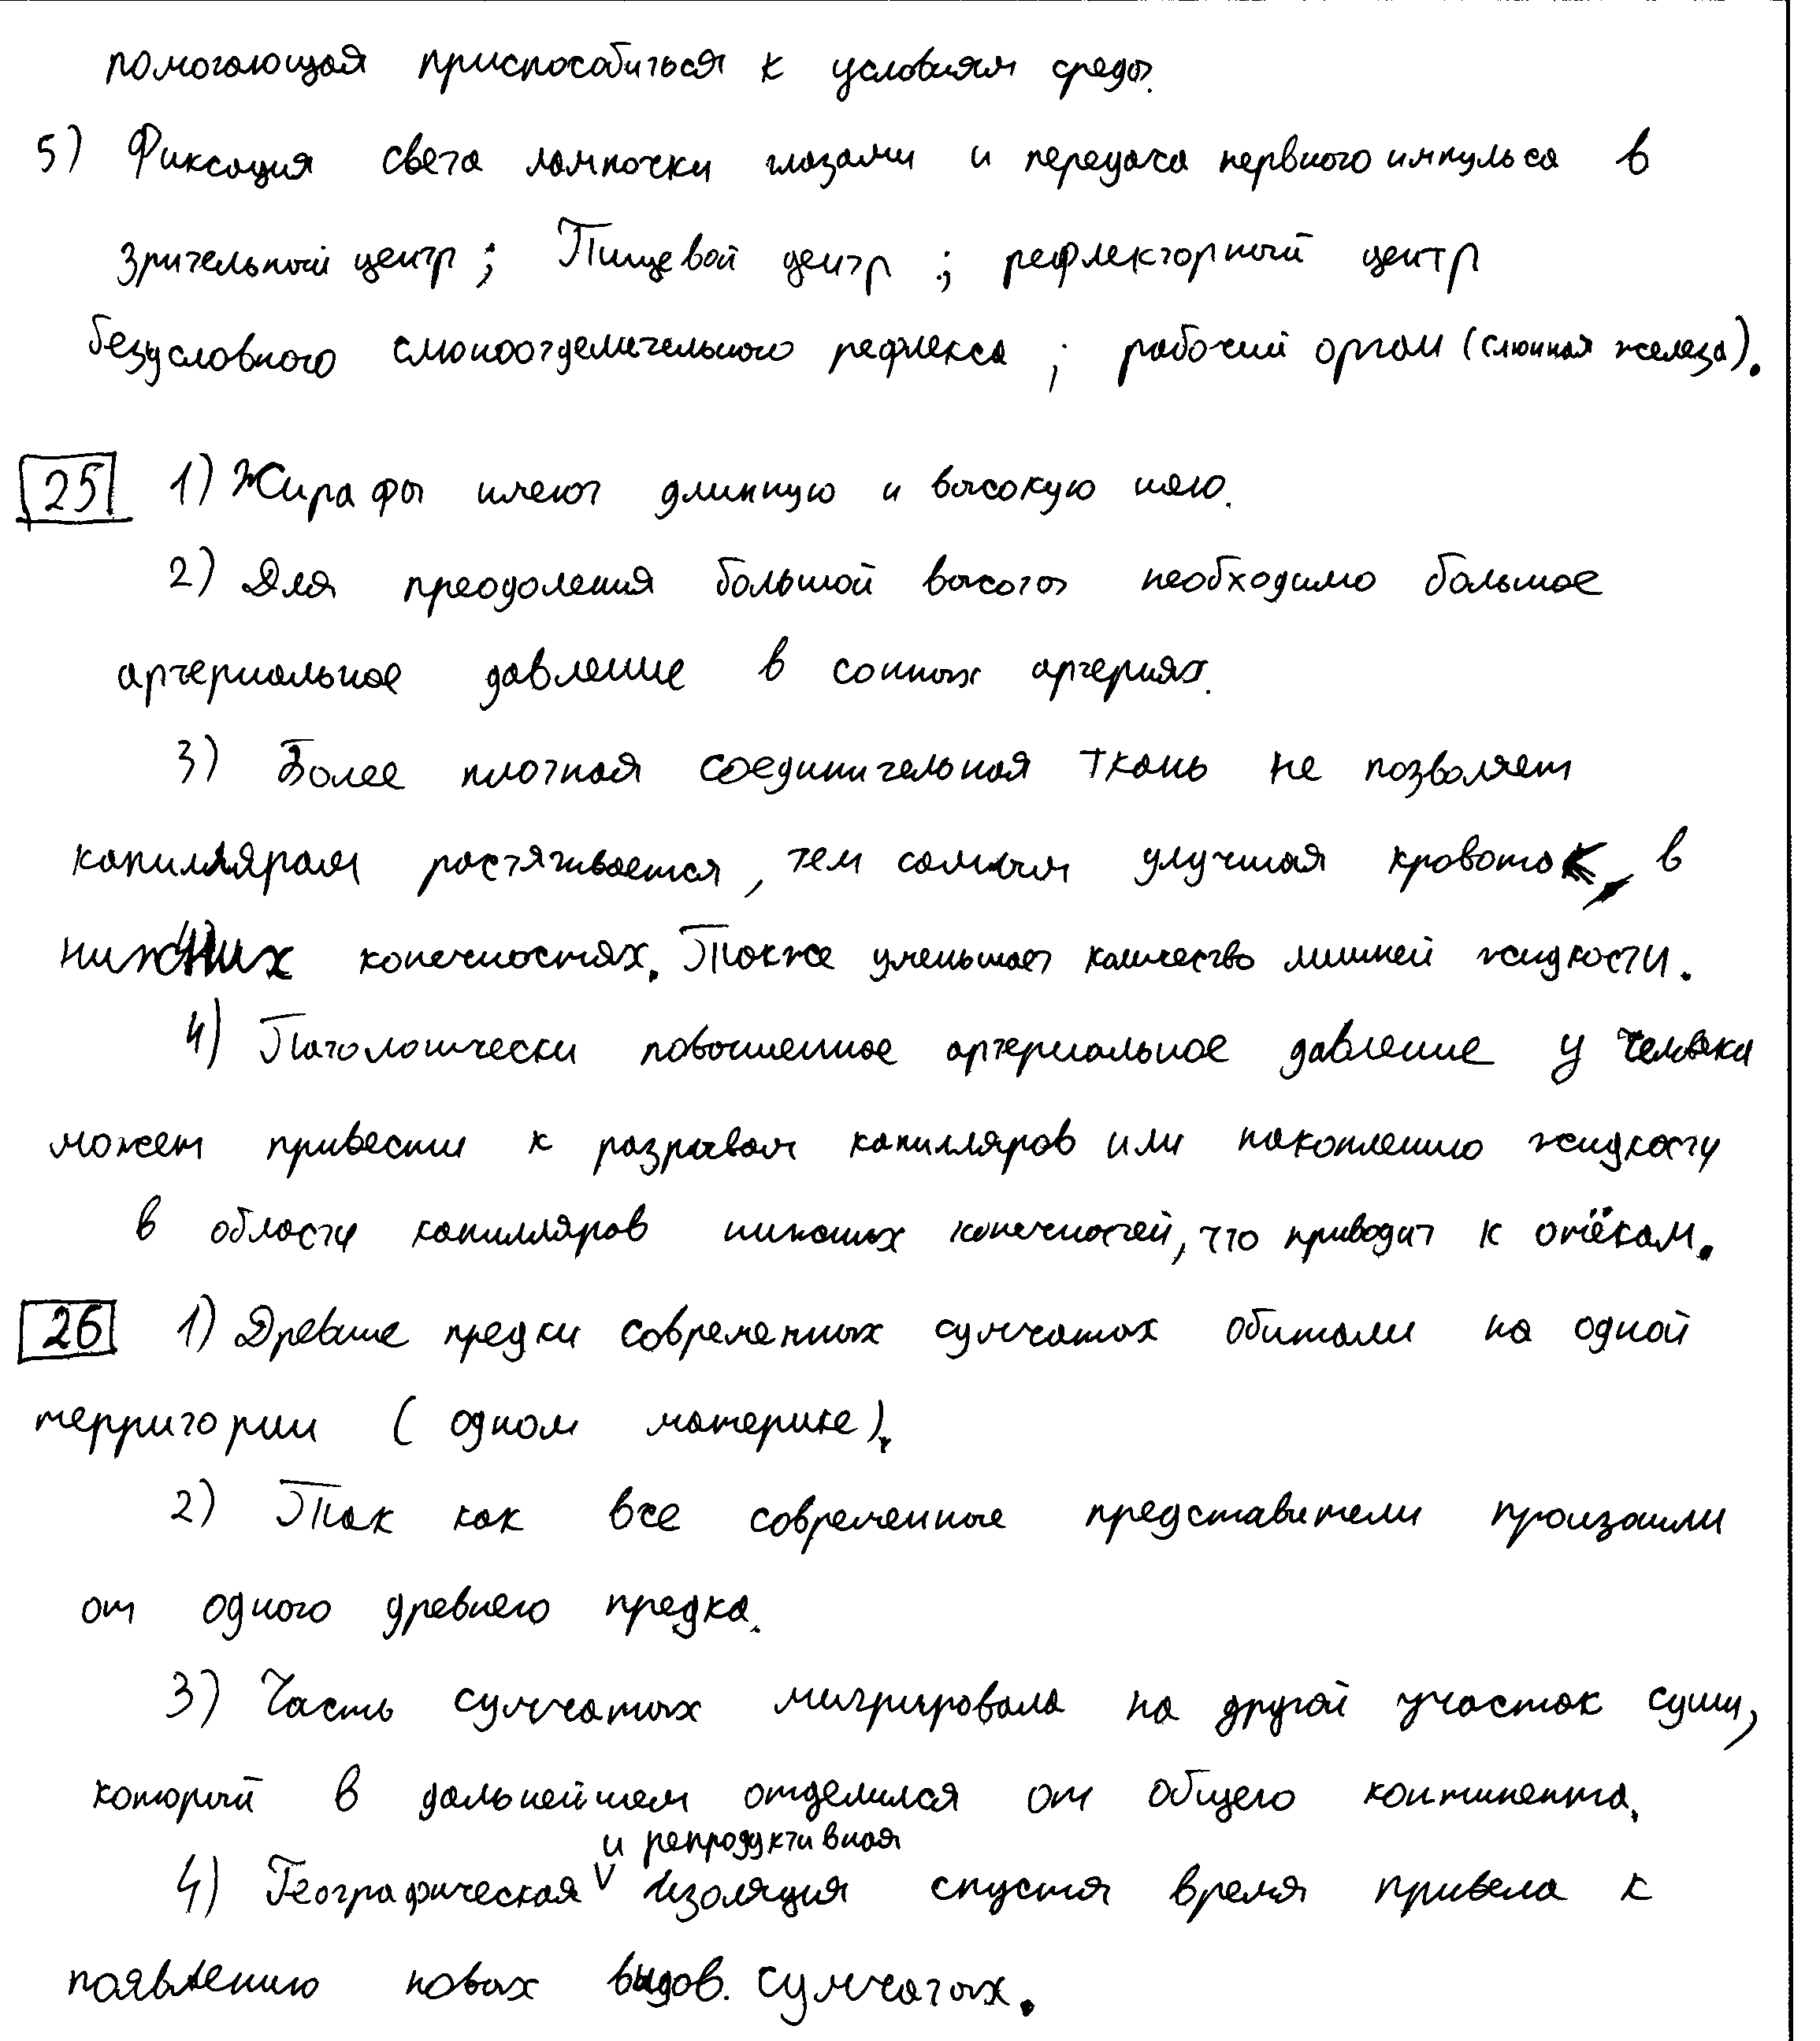 помогающая приспособиться к условиям среды.
5) Фиксация света лампочки глазами и передача нервного импульса в
зрительный центр; Пищевой центр; рефлекторный центр
безусловного слюноотделительного рефлекса; рабочий орган (слюнная железа).
25 1) Жирафы имеют длинную и высокую шею.
2) Для преодоления большой высоты необходимо большое
артериальное давление в сонных артериях.
3) Более плотная соединительная ткань не позволяет
капиллярам растягивается, тем самым улучшая кровоток в
нижних конечностях. Также уменьшает количество лишней жидкости.
4) Патологически повышенное артериальное давление у человека
может привести к разрывам капилляров или накоплению жидкости
в области капилляров нижних конечностей, что приводит к отёкам.
26 1) Древние предки современных сумчатых обитали на одной
территории (одном материке).
2) Так как все современные представители произошли
от одного древнего предка.
3) Часть сумчатых мигрировала на другой участок суши,
который в дальнейшем отделился от общего континента.
и репродуктивная
4) Географическая V изоляция спустя время привела к
появлению новых видов. сумчатых.